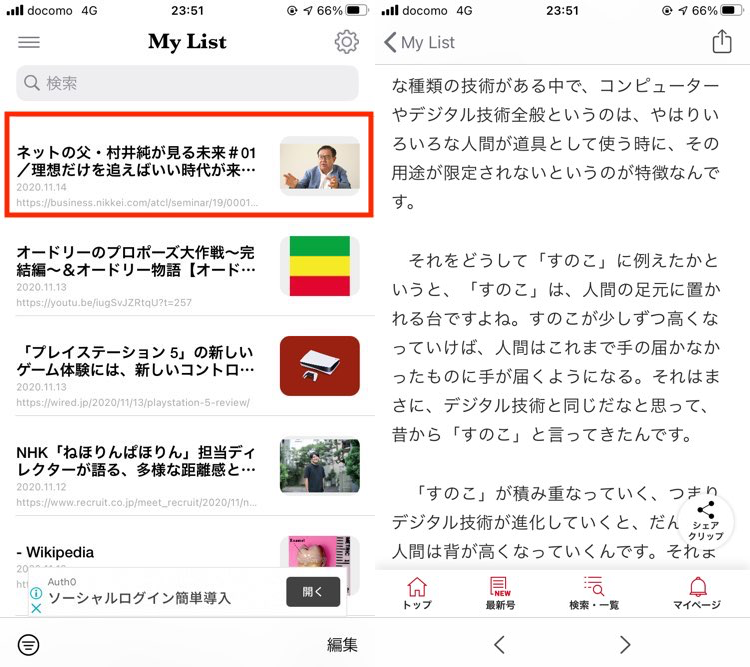 docomo 4G
23:51
66%
My List
検索
ネットの父・村井純が見る未来＃01
／理想だけを追えばいい時代が来…
2020.11.14
https://business.nikkei.com/atcl/seminar/19/0001...
オードリーのプロポーズ大作戦〜完
結編〜＆オードリー物語【オード…
2020.11.13
https://youtu.be/iugSvJZRtqU?t=257
「プレイステーション 5」の新しい
ゲーム体験には、新しいコントロ…
2020.11.13
https://wired.jp/2020/11/13/playstation-5-review/
NHK「ねほりんぱほりん」担当ディ
レクターが語る、多様な距離感と…
2020.11.12
https://www.recruit.co.jp/meet_recruit/2020/11/n...
- Wikipedia
Auth0
ソーシャルログイン簡単導入
開く
編集
docomo 4G
23:51
66%
My List
な種類の技術がある中で、コンピューター
やデジタル技術全般というのは、やはりい
ろいろな人間が道具として使う時に、その
用途が限定されないというのが特徴なんで
す。
それをどうして「すのこ」に例えたかと
いうと、「すのこ」は、人間の足元に置か
れる台ですよね。すのこが少しずつ高くな
っていけば、人間はこれまで手の届かなか
ったものに手が届くようになる。それはま
さに、デジタル技術と同じだなと思って、
昔から「すのこ」と言ってきたんです。
「すのこ」が積み重なっていく、つまり
デジタル技術が進化していくと、だん
人間は背が高くなっていくんです。それま
シェア
クリップ
トップ
NEW
最新号
検索・一覧
マイページ